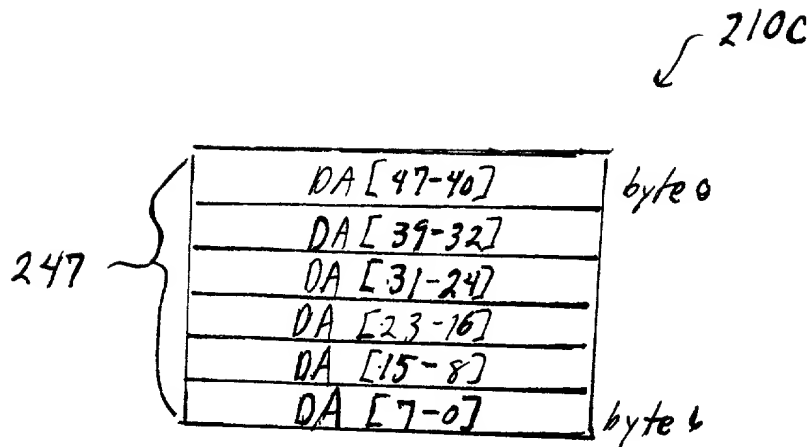 210C
DA [47-40] byte 0
DA [39-32]
247
DA [31-24]
DA [23-16]
DA [15-8]
DA [7-0] byte 6